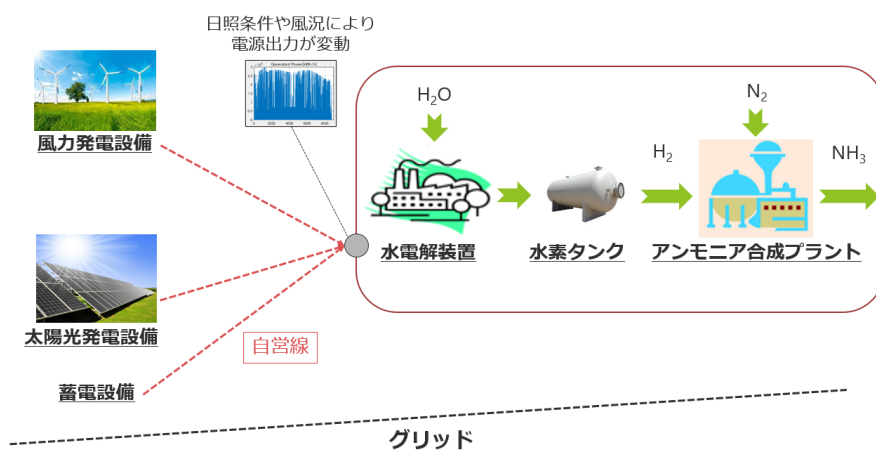 日照条件や風況により
電源出力が変動
風力発電設備
太陽光発電設備
自営線
蓄電設備
H₂O
水電解装置
水素タンク
H₂
N₂
アンモニア合成プラント
NH₃
グリッド